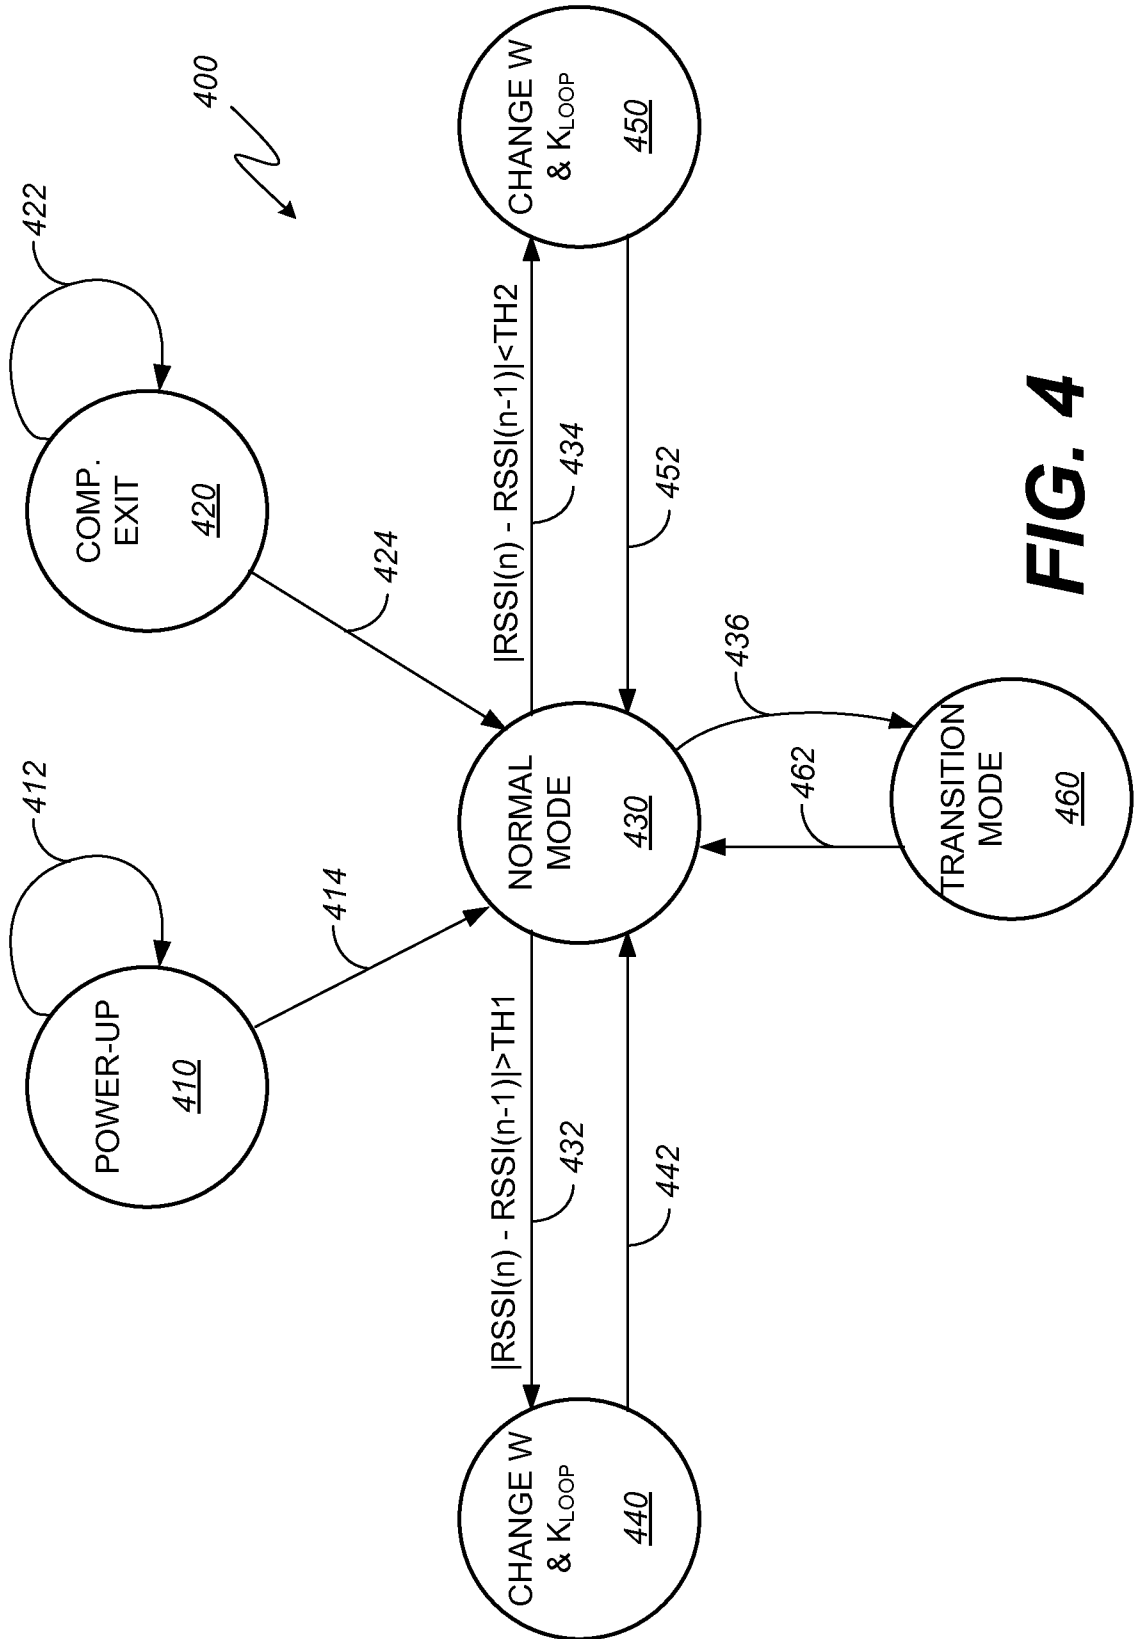 400
412
422
POWER-UP
410
COMP.
EXIT
420
414
424
|RSSI(n) - RSSI(n-1)|>TH1
432
|RSSI(n) - RSSI(n-1)|<TH2
434
CHANGE W
& KLOOP
440
NORMAL
MODE
430
CHANGE W
& KLOOP
450
442
452
462
436
TRANSITION
MODE
460
FIG. 4